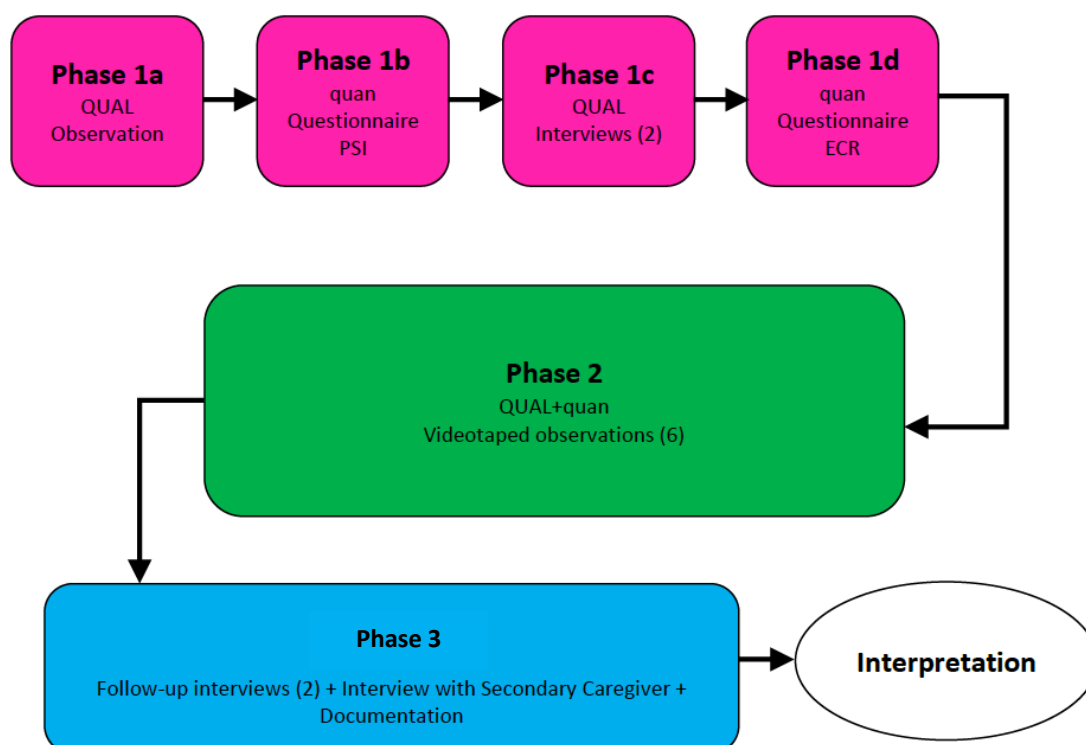 Phase 1a
QUAL
Observation
Phase 1b
quan
Questionnaire
PSI
Phase 1c
QUAL
Interviews (2)
Phase 1d
quan
Questionnaire
ECR
Phase 2
QUAL+quan
Videotaped observations (6)
Phase 3
Follow-up interviews (2) + Interview with Secondary Caregiver +
Documentation
Interpretation